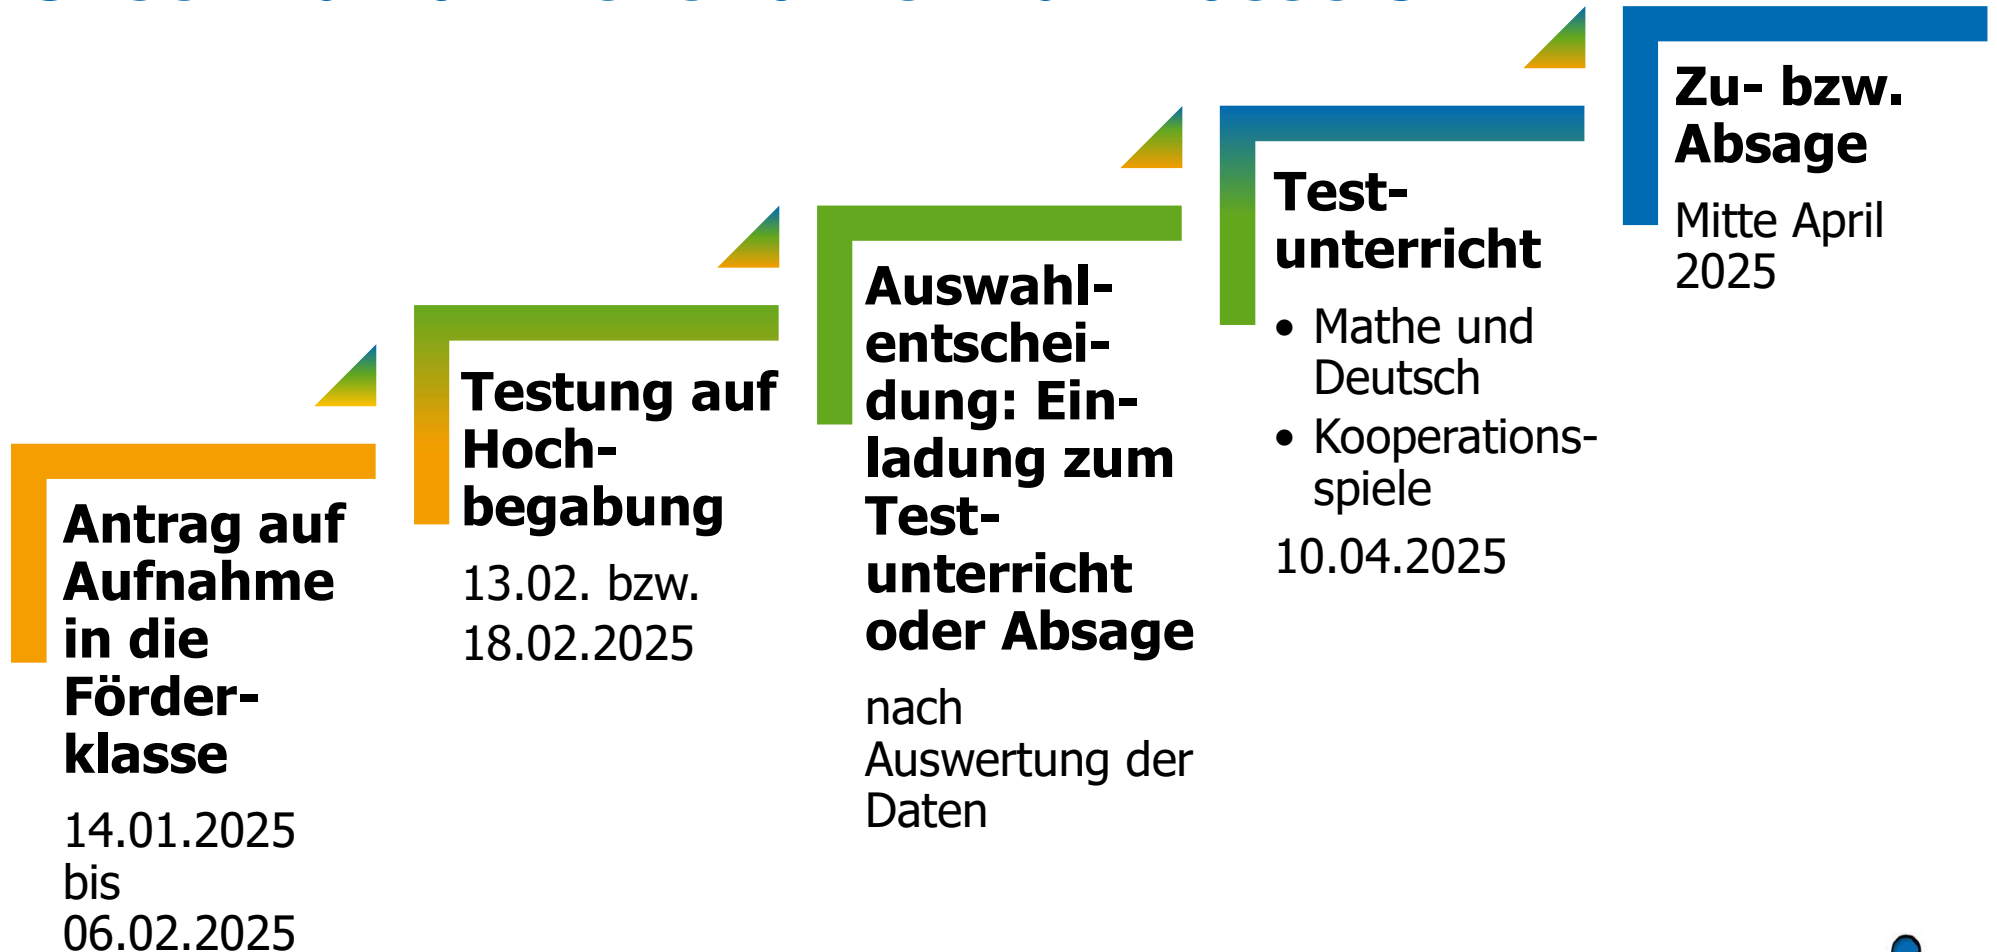 Antrag auf
Aufnahme
in die
Förder-
klasse
14.01.2025
bis
06.02.2025
Testung auf
Hoch-
begabung
13.02. bzw.
18.02.2025
Auswahl-
entschei-
dung: Ein-
ladung zum
Test-
unterricht
oder Absage
nach
Auswertung der
Daten
Test-
unterricht
• Mathe und
Deutsch
• Kooperations-
spiele
10.04.2025
Zu- bzw.
Absage
Mitte April
2025